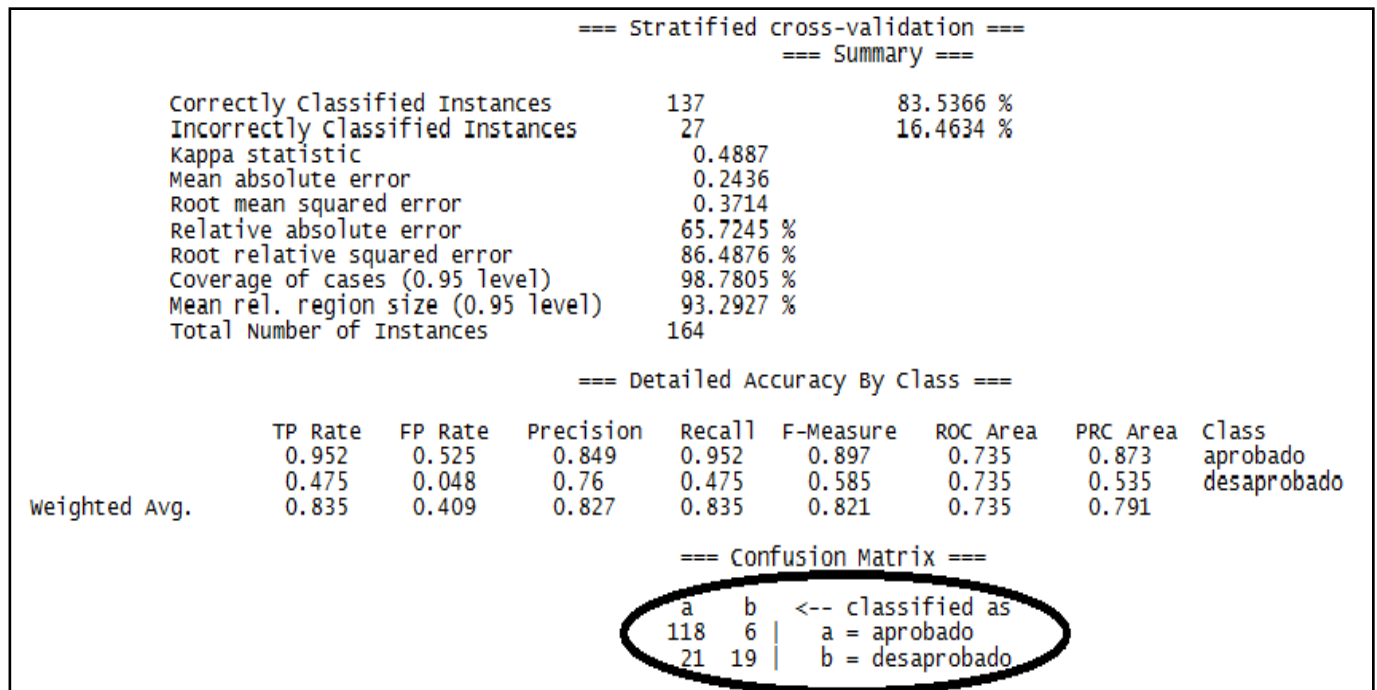 === Stratified cross-validation ===
=== Summary ===
Correctly Classified Instances 137 83.5366 %
Incorrectly Classified Instances 27 16.4634 %
Kappa statistic 0.4887
Mean absolute error 0.2436
Root mean squared error 0.3714
Relative absolute error 65.7245 %
Root relative squared error 86.4876 %
Coverage of cases (0.95 level) 98.7805 %
Mean rel. region size (0.95 level) 93.2927 %
Total Number of Instances 164
=== Detailed Accuracy By Class ===
TP Rate FP Rate Precision Recall F-Measure ROC Area PRC Area Class
0.952 0.525 0.849 0.952 0.897 0.735 0.873 aprobado
0.475 0.048 0.76 0.475 0.585 0.735 0.535 desaprobado
Weighted Avg. 0.835 0.409 0.827 0.835 0.821 0.735 0.791
=== Confusion Matrix ===
a b <-- classified as
118 6 | a = aprobado
21 19 | b = desaprobado